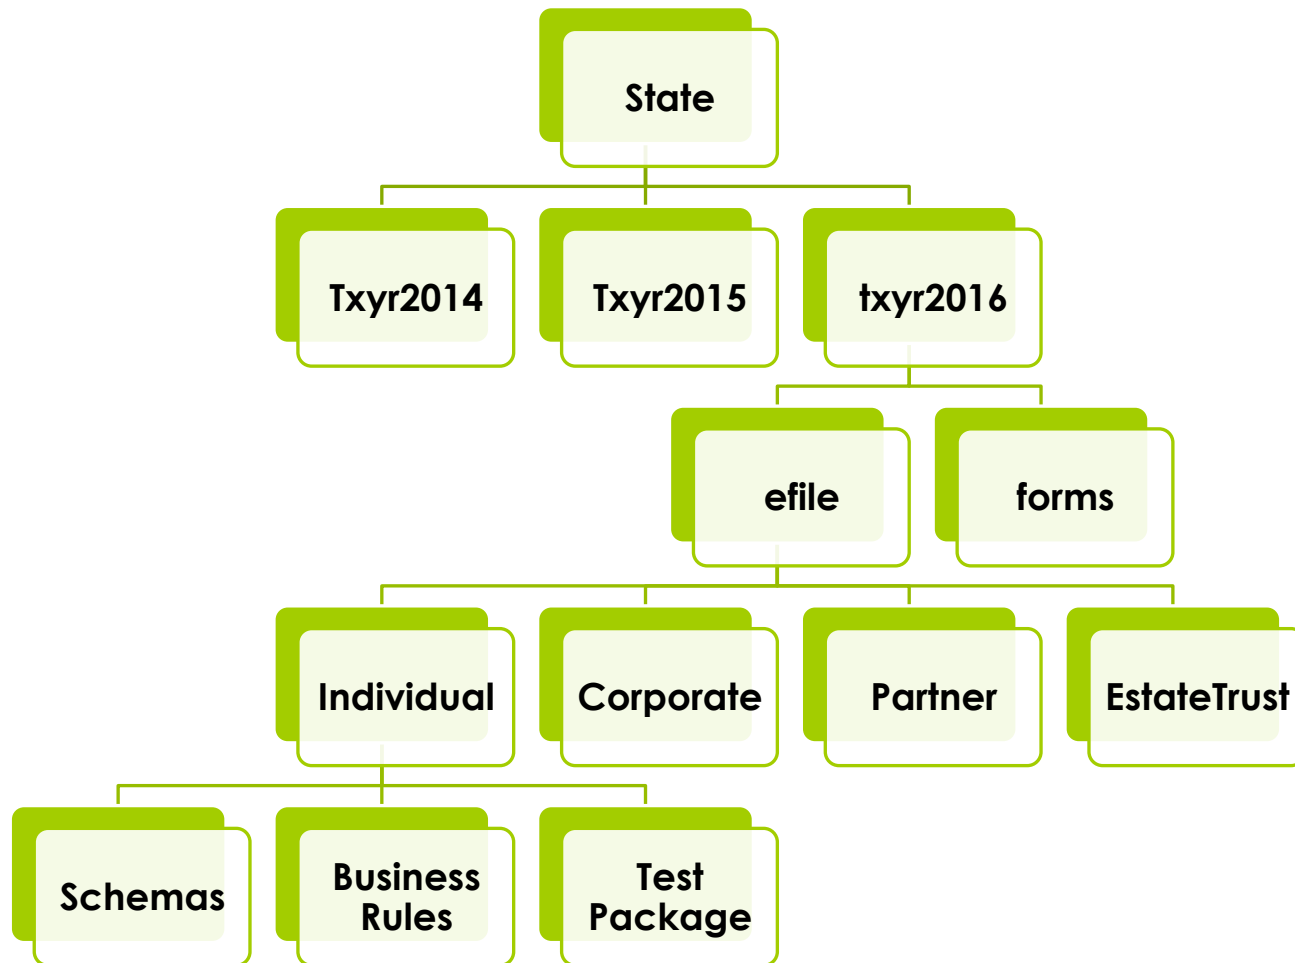 State
Txyr2014
Txyr2015
txyr2016
efile
forms
Individual
Corporate
Partner
EstateTrust
Schemas
Business
Rules
Test
Package